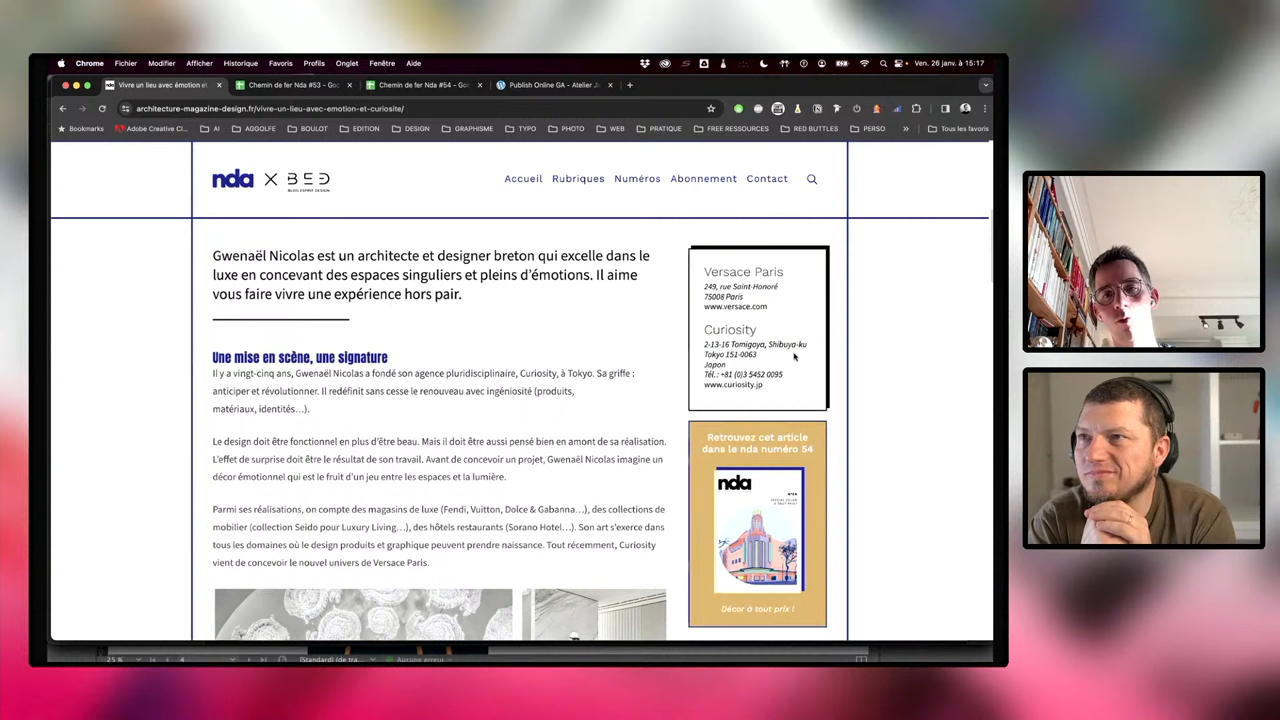 Chrome Fichier Modifier Afficher Historique Favoris Profils Onglet Fenêtre Aide Ven. 26 janv. à 15:17
Vivre un lieu avec émotion et Chemin de fer Nda #53 - Goo Chemin de fer Nda #54 - Goo Publish Online GA - Atelier Ji
architecture-magazine-design.fr/vivre-un-lieu-avec-emotion-et-curiosite/
Bookmarks Adobe Creative Cl... AI AGGOLFE BOULOT EDITION DESIGN GRAPHISME TYPO PHOTO WEB PRATIQUE FREE RESSOURCES RED BUTTLES PERSO Tous les favoris
nda X BED
BLOG ESPRIT DESIGN
Accueil Rubriques Numéros Abonnement Contact
Gwenaël Nicolas est un architecte et designer breton qui excelle dans le
luxe en concevant des espaces singuliers et pleins d'émotions. Il aime
vous faire vivre une expérience hors pair.
Une mise en scène, une signature
Il y a vingt-cinq ans, Gwenaël Nicolas a fondé son agence pluridisciplinaire, Curiosity, à Tokyo. Sa griffe :
anticiper et révolutionner. Il redéfinit sans cesse le renouveau avec ingéniosité (produits,
matériaux, identités…).
Le design doit être fonctionnel en plus d'être beau. Mais il doit être aussi pensé bien en amont de sa réalisation.
L'effet de surprise doit être le résultat de son travail. Avant de concevoir un projet, Gwenaël Nicolas imagine un
décor émotionnel qui est le fruit d'un jeu entre les espaces et la lumière.
Parmi ses réalisations, on compte des magasins de luxe (Fendi, Vuitton, Dolce & Gabanna…), des collections de
mobilier (collection Seido pour Luxury Living…), des hôtels restaurants (Sorano Hotel…). Son art s'exerce dans
tous les domaines où le design produits et graphique peuvent prendre naissance. Tout récemment, Curiosity
vient de concevoir le nouvel univers de Versace Paris.
Versace Paris
249, rue Saint-Honoré
75008 Paris
www.versace.com
Curiosity
2-13-16 Tomigaya, Shibuya-ku
Tokyo 151-0063
Japon
Tél.: +81 (0)3 5452 0095
www.curiosity.jp
Retrouvez cet article
dans le nda numéro 54
nda
Décor à tout prix !
25 % 4 [Standard] (de tra... Aucune erreur